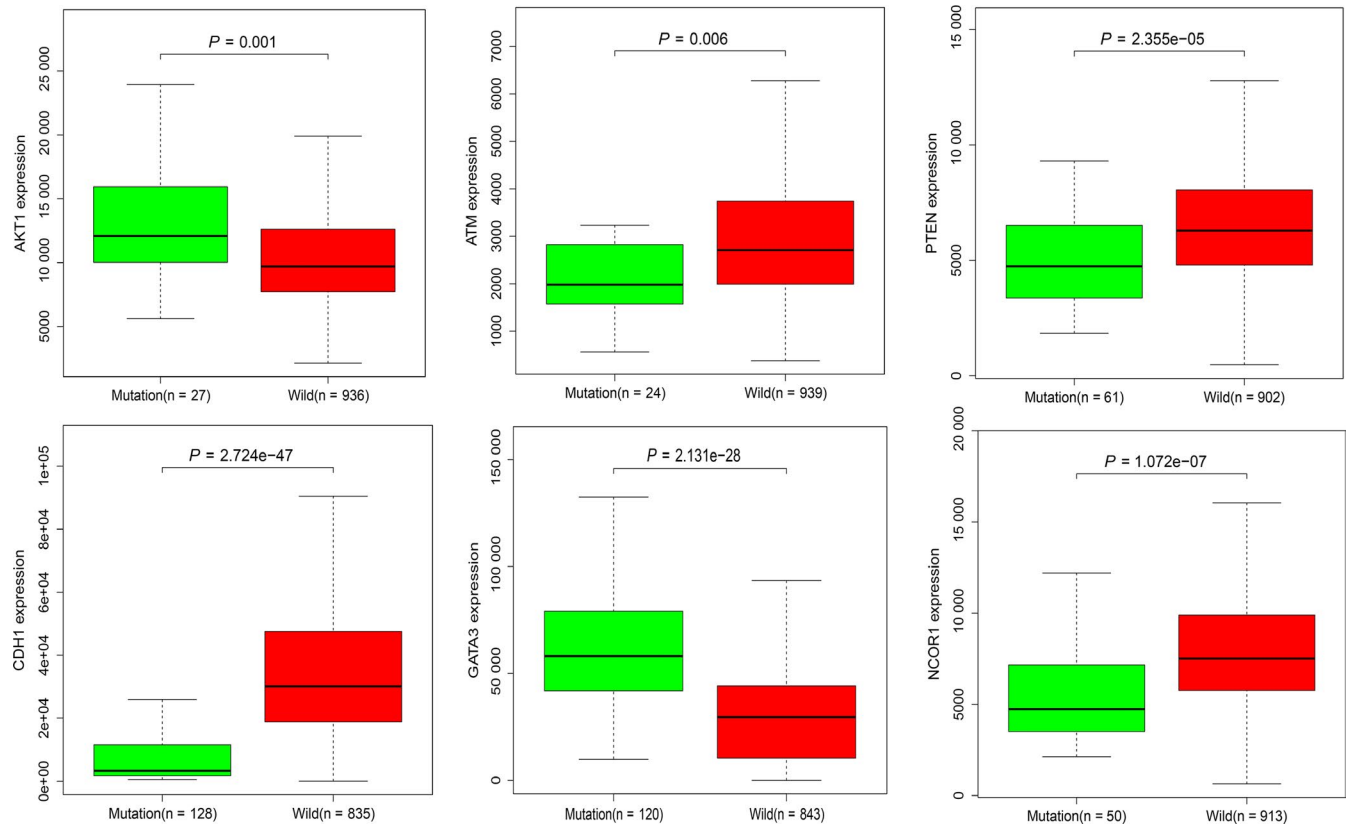 P = 0.001
AKT1 expression
25 000
20 000
15 000
10 000
5000
Mutation(n = 27)
Wild(n = 936)
P = 0.006
ATM expression
7000
6000
5000
4000
3000
2000
1000
Mutation(n = 24)
Wild(n = 939)
P = 2.355e−05
PTEN expression
15 000
10 000
5000
0
Mutation(n = 61)
Wild(n = 902)
P = 2.724e−47
CDH1 expression
1e+05
8e+04
6e+04
4e+04
2e+04
0e+00
Mutation(n = 128)
Wild(n = 835)
P = 2.131e−28
GATA3 expression
150 000
100 000
50 000
0
Mutation(n = 120)
Wild(n = 843)
P = 1.072e−07
NCOR1 expression
20 000
15 000
10 000
5000
0
Mutation(n = 50)
Wild(n = 913)